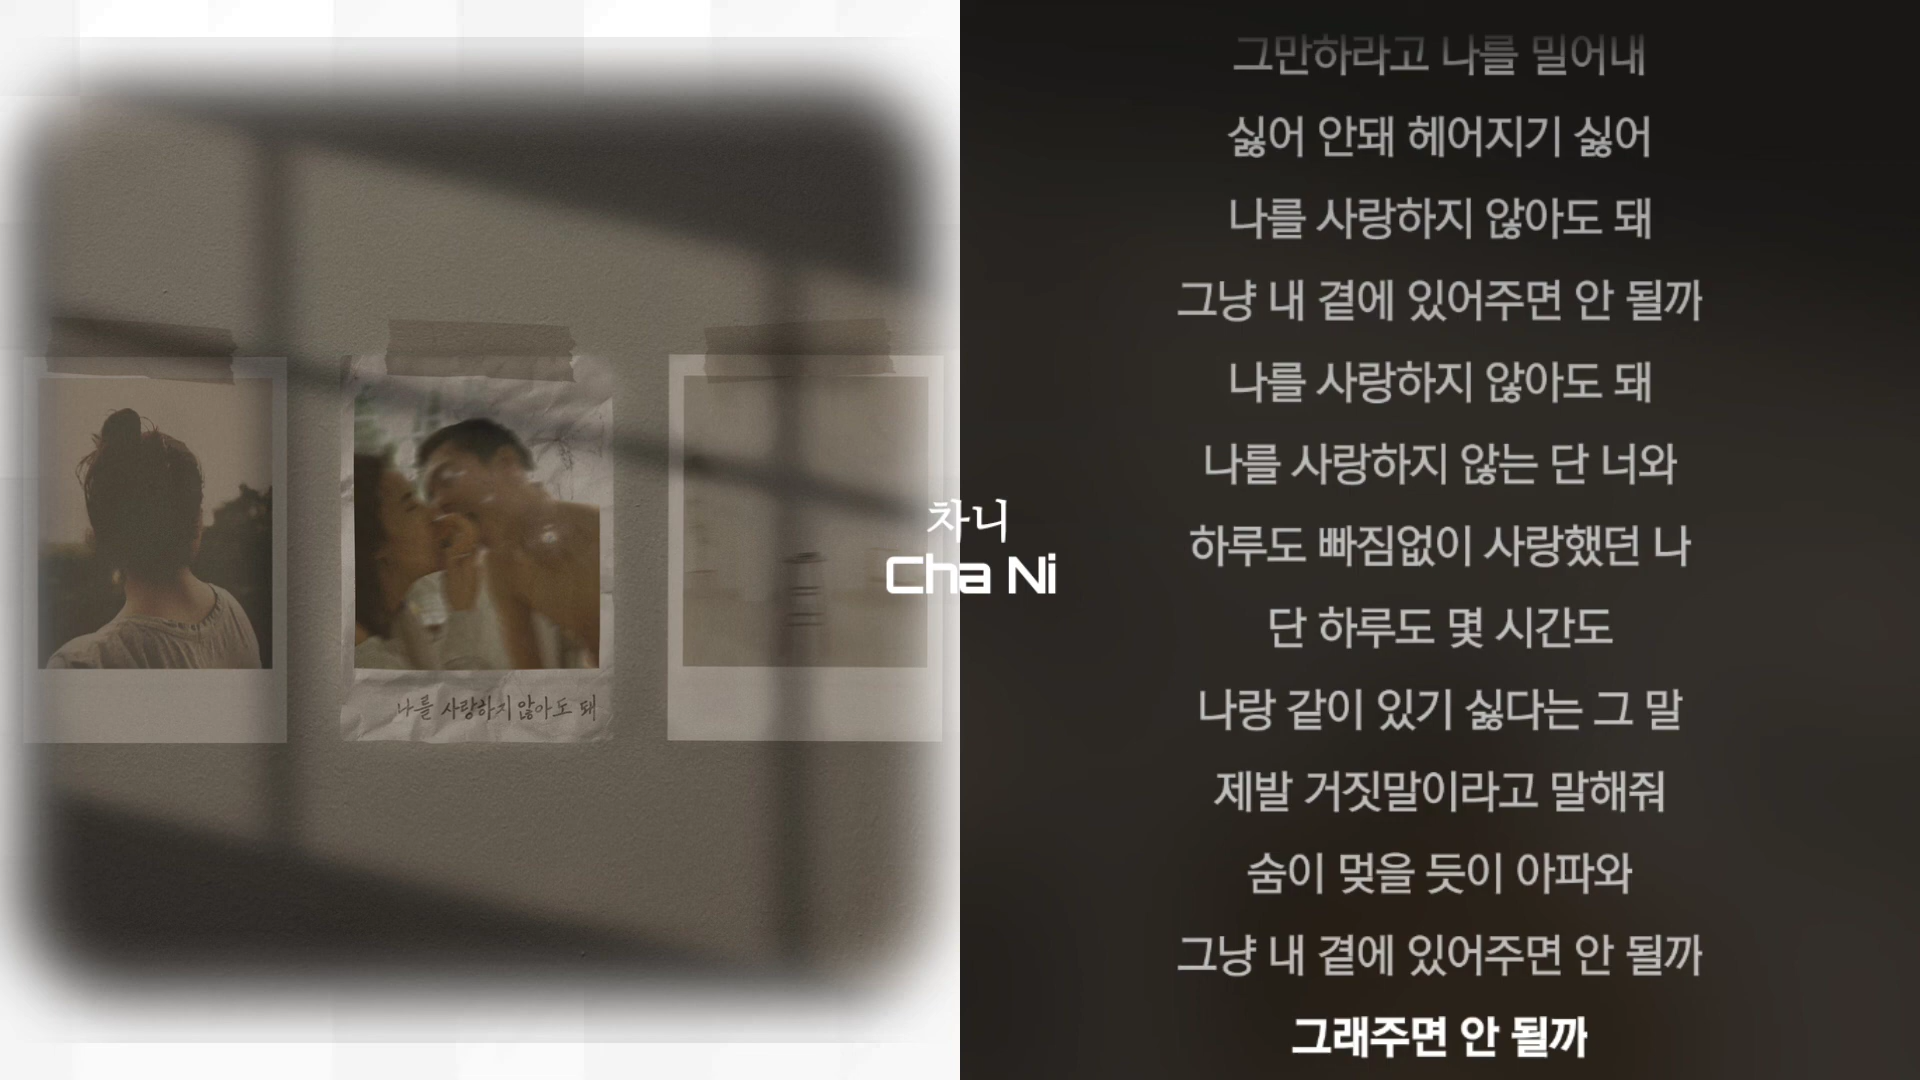 나를 사랑하지 않아도 돼
차니
Cha Ni
그만하라고 나를 밀어내
싫어 안돼 헤어지기 싫어
나를 사랑하지 않아도 돼
그냥 내 곁에 있어주면 안 될까
나를 사랑하지 않아도 돼
나를 사랑하지 않는 단 너와
하루도 빠짐없이 사랑했던 나
단 하루도 몇 시간도
나랑 같이 있기 싫다는 그 말
제발 거짓말이라고 말해줘
숨이 멎을 듯이 아파와
그냥 내 곁에 있어주면 안 될까
그래주면 안 될까